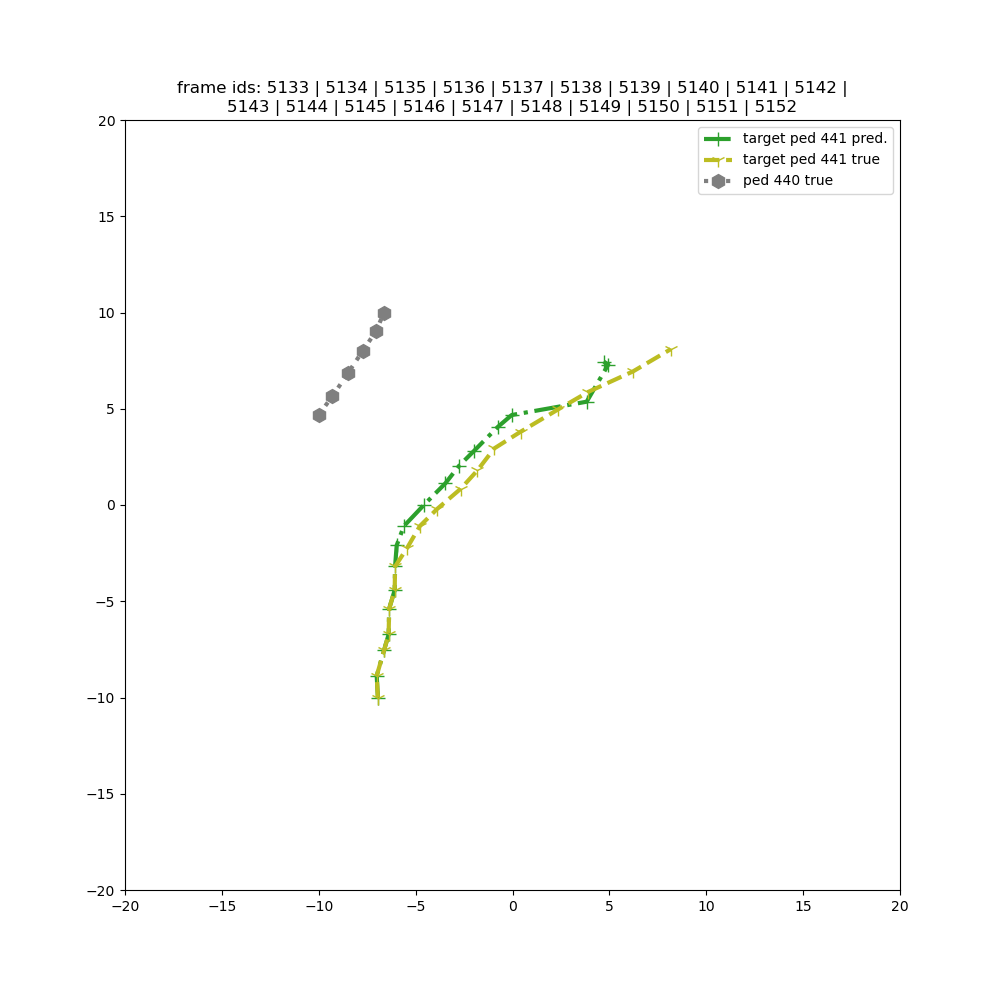 frame ids: 5133 | 5134 | 5135 | 5136 | 5137 | 5138 | 5139 | 5140 | 5141 | 5142 |
5143 | 5144 | 5145 | 5146 | 5147 | 5148 | 5149 | 5150 | 5151 | 5152
target ped 441 pred.
target ped 441 true
ped 440 true
20
15
10
5
0
−5
−10
−15
−20
−20 −15 −10 −5 0 5 10 15 20